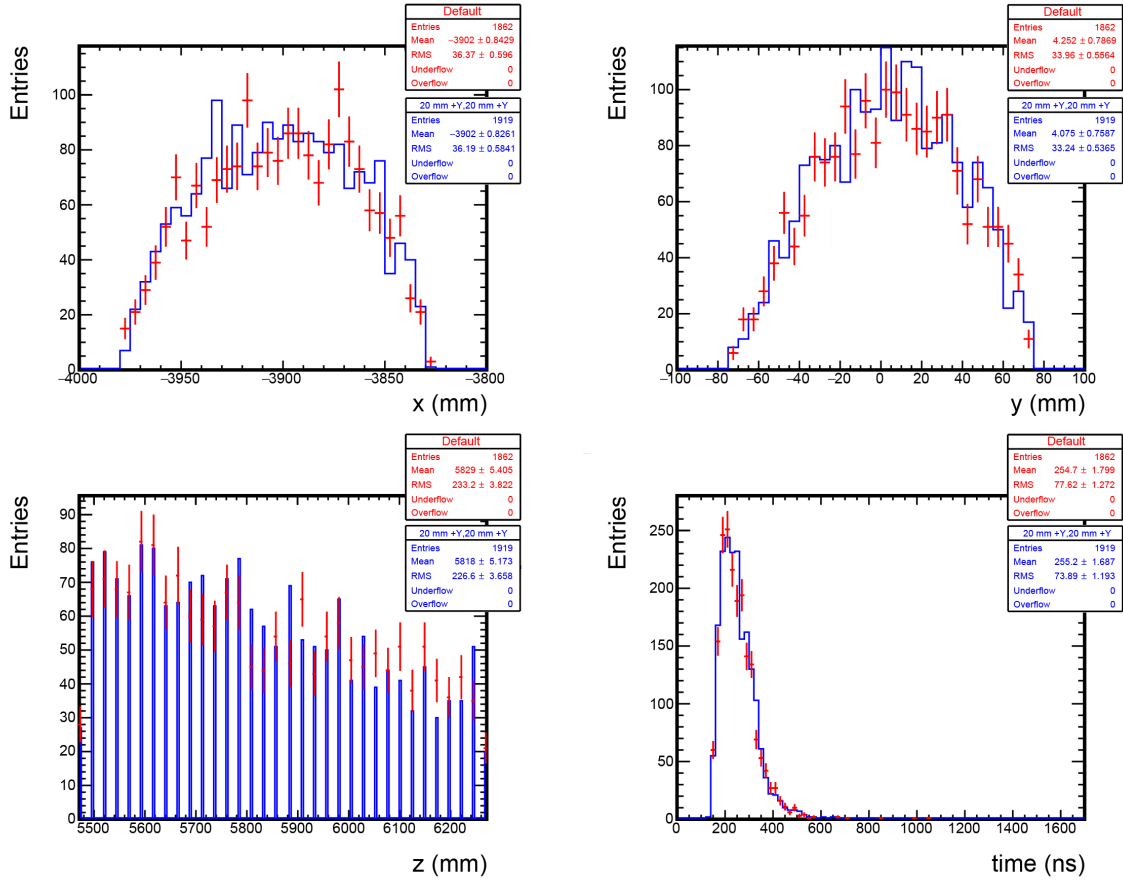 Default
Entries 1862
Mean −3902 ± 0.8429
RMS 36.37 ± 0.596
Underflow 0
Overflow 0
20 mm +Y,20 mm +Y
Entries 1919
Mean −3902 ± 0.8261
RMS 36.19 ± 0.5841
Underflow 0
Overflow 0
Entries
100
80
60
40
20
0
−4000 −3950 −3900 −3850 −3800
x (mm)
Default
Entries 1862
Mean 4.252 ± 0.7869
RMS 33.96 ± 0.5564
Underflow 0
Overflow 0
20 mm +Y,20 mm +Y
Entries 1919
Mean 4.075 ± 0.7587
RMS 33.24 ± 0.5365
Underflow 0
Overflow 0
Entries
100
80
60
40
20
0
−100 −80 −60 −40 −20 0 20 40 60 80 100
y (mm)
Default
Entries 1862
Mean 5829 ± 5.405
RMS 233.2 ± 3.822
Underflow 0
Overflow 0
20 mm +Y,20 mm +Y
Entries 1919
Mean 5818 ± 5.173
RMS 226.6 ± 3.658
Underflow 0
Overflow 0
Entries
90
80
70
60
50
40
30
20
10
0
5500 5600 5700 5800 5900 6000 6100 6200
z (mm)
Default
Entries 1862
Mean 254.7 ± 1.799
RMS 77.62 ± 1.272
Underflow 0
Overflow 0
20 mm +Y,20 mm +Y
Entries 1919
Mean 255.2 ± 1.687
RMS 73.89 ± 1.193
Underflow 0
Overflow 0
Entries
250
200
150
100
50
0
0 200 400 600 800 1000 1200 1400 1600
time (ns)